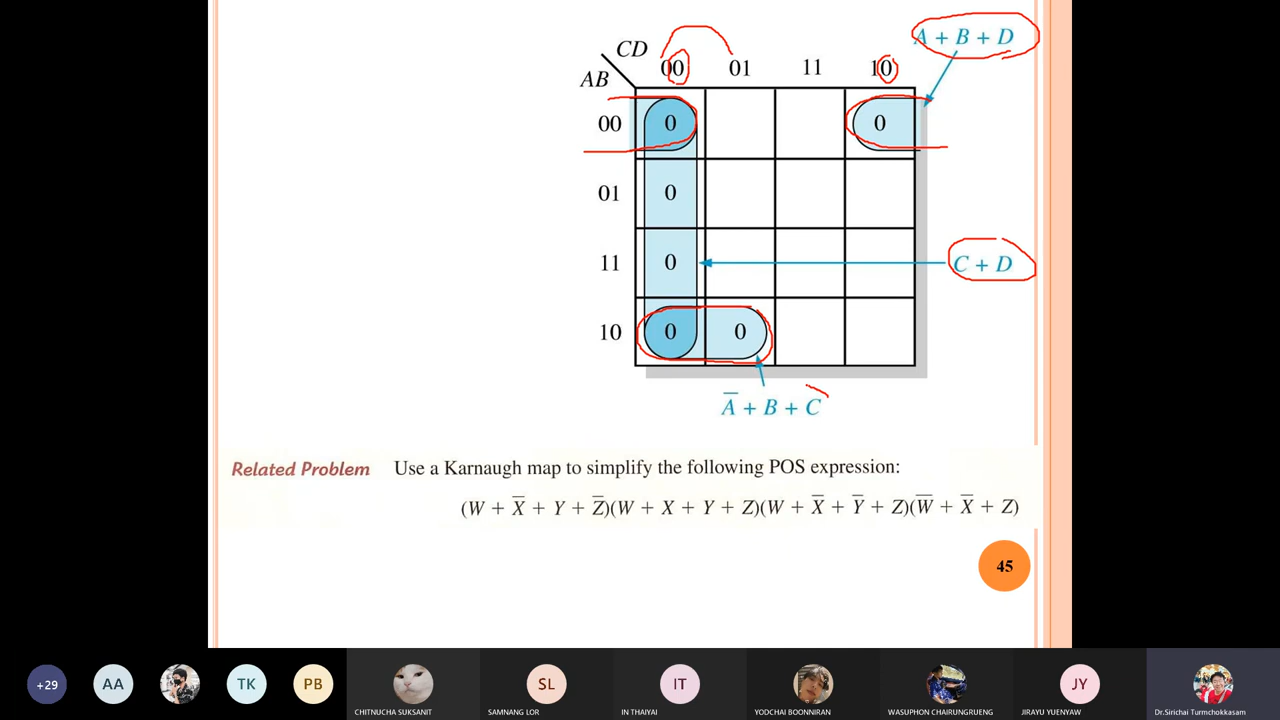 A + B + D
CD
00 01 11 10
AB
00 0 0
01 0
11 0
C + D
10 0 0
A̅ + B + C
Related Problem Use a Karnaugh map to simplify the following POS expression:
(W + X̅ + Y + Z̅)(W + X + Y + Z)(W + X̅ + Y̅ + Z)(W̅ + X̅ + Z)
45
+29 AA TK PB SL IT JY
CHITNUCHA SUKSANIT SAMNANG LOR IN THAIYAI YODCHAI BOONNIRAN WASUPHON CHAIRUNGRUENG JIRAYU YUENYAW Dr.Sirichai Turmchokkasam